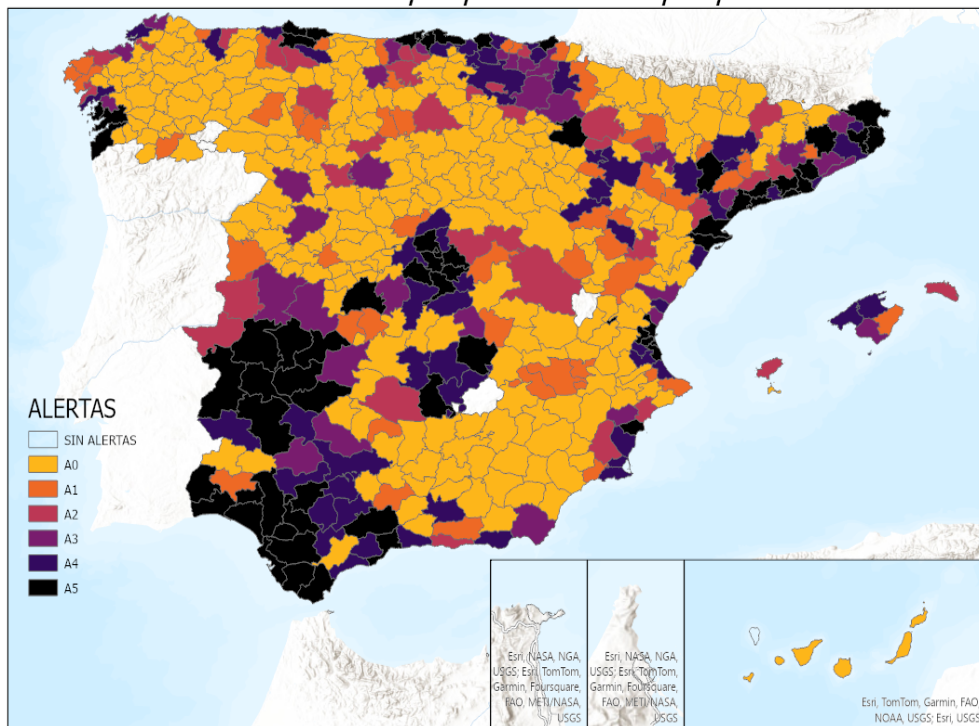 ALERTAS
SIN ALERTAS
A0
A1
A2
A3
A4
A5
Esri, NASA, NGA,
USGS; Esri, TomTom,
Garmin, Foursquare,
FAO, METI/NASA,
USGS
Esri, NASA, NGA,
USGS; Esri, TomTom,
Garmin, Foursquare,
FAO, METI/NASA,
USGS
Esri, TomTom, Garmin, FAO,
NOAA, USGS; Esri, USGS